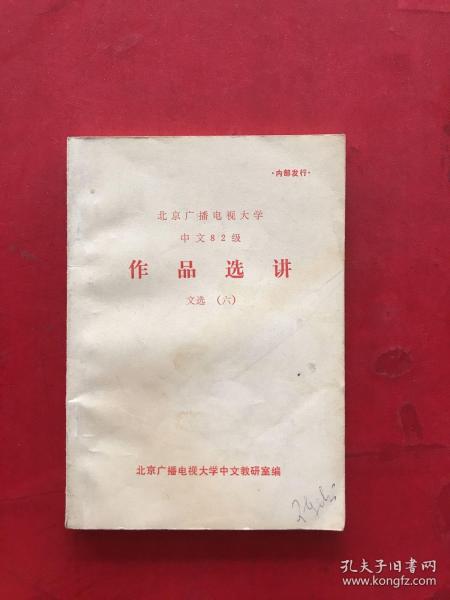 ·内部发行·
北京广播电视大学
中文82级
作品选讲
文选 (六)
北京广播电视大学中文教研室编
孔夫子旧书网
www.kongfz.com